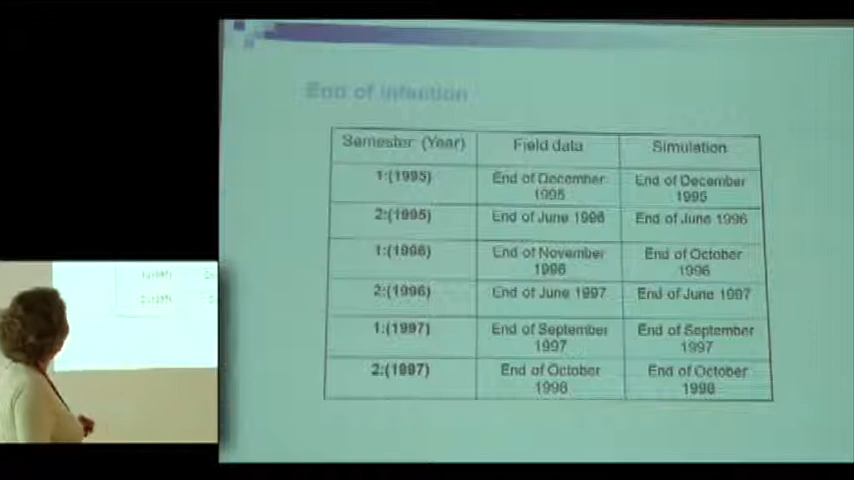 End of infection
Semester (Year) Field data Simulation
1:(1995) End of December 1995 End of December 1995
2:(1995) End of June 1996 End of June 1996
1:(1996) End of November 1996 End of October 1996
2:(1996) End of June 1997 End of June 1997
1:(1997) End of September 1997 End of September 1997
2:(1997) End of October 1998 End of October 1998